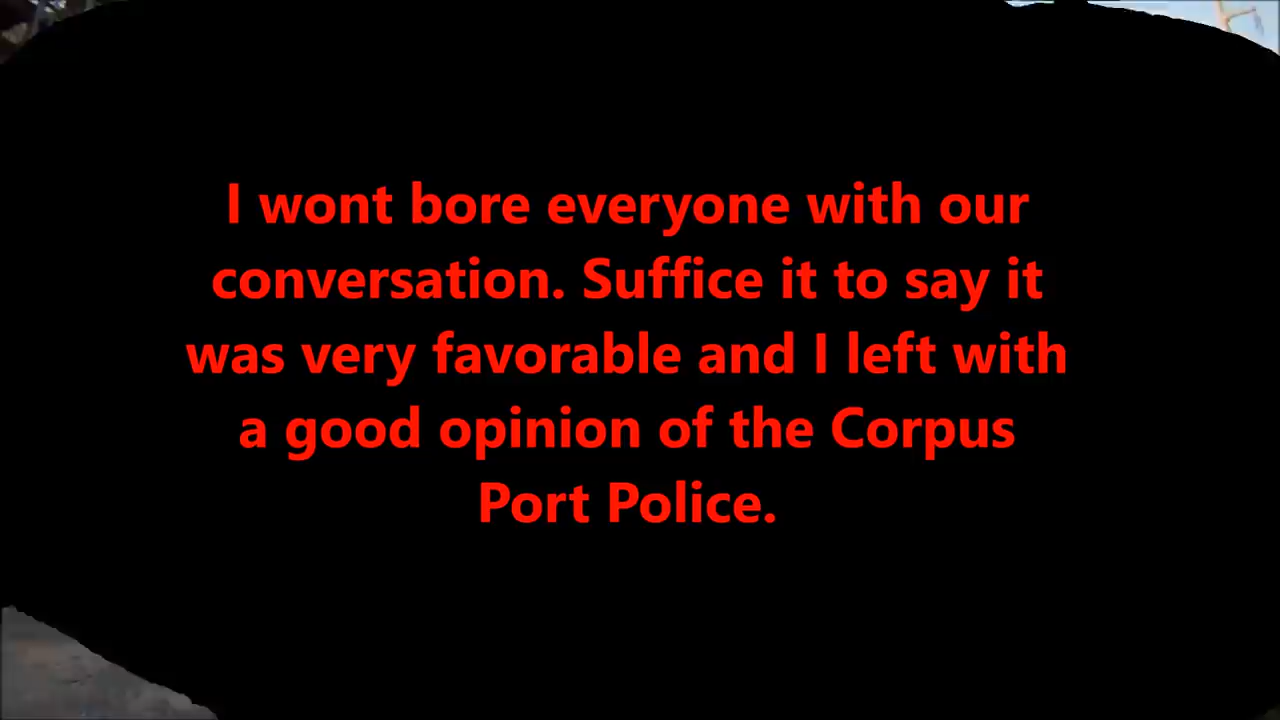 I wont bore everyone with our
conversation. Suffice it to say it
was very favorable and I left with
a good opinion of the Corpus
Port Police.